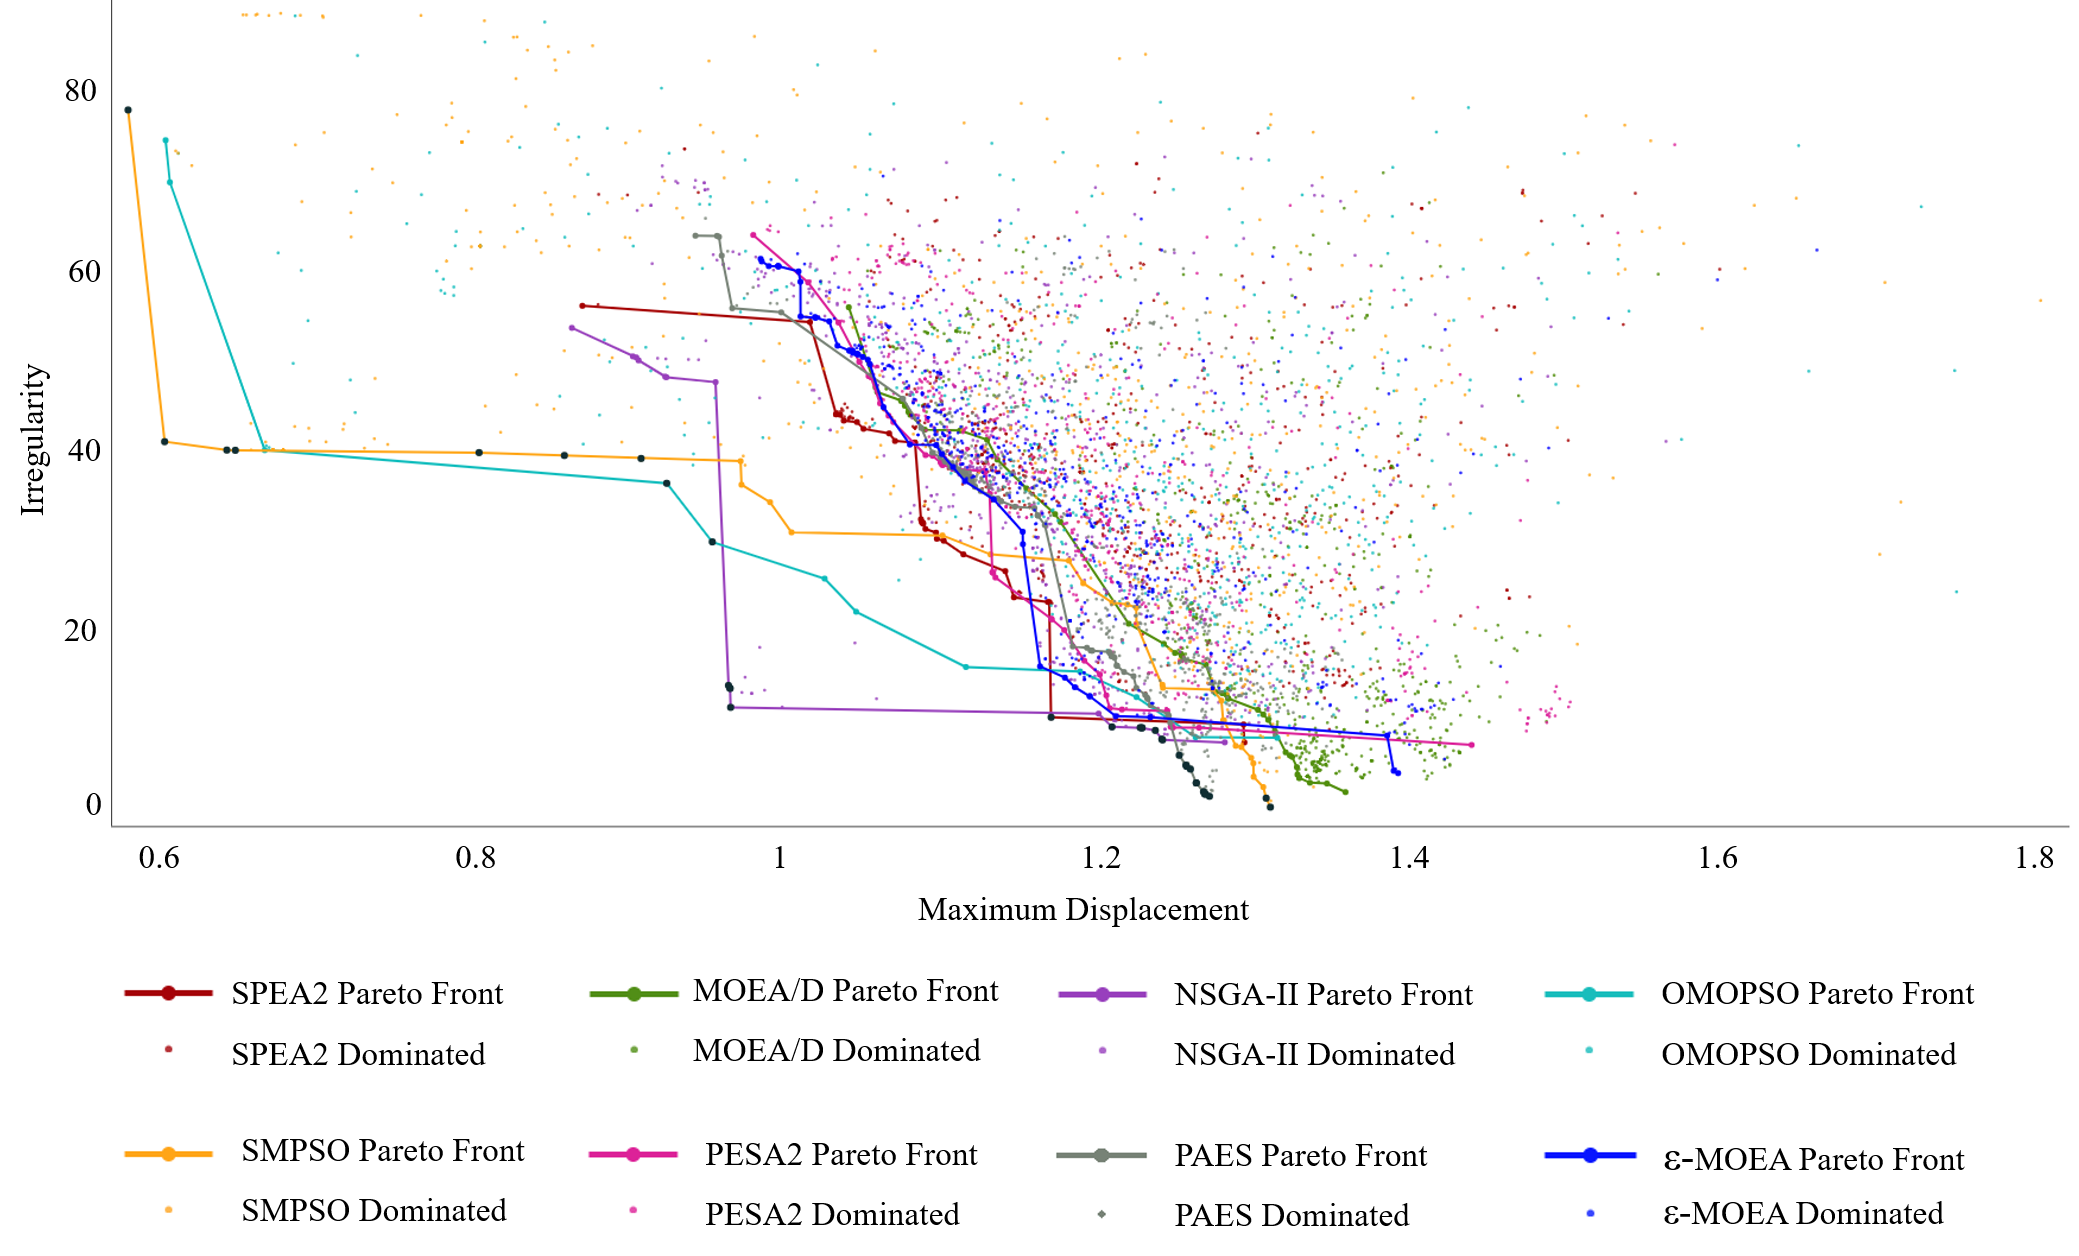 80
60
40
20
0
Irregularity
0.6 0.8 1 1.2 1.4 1.6 1.8
Maximum Displacement
SPEA2 Pareto Front MOEA/D Pareto Front NSGA-II Pareto Front OMOPSO Pareto Front
SPEA2 Dominated MOEA/D Dominated NSGA-II Dominated OMOPSO Dominated
SMPSO Pareto Front PESA2 Pareto Front PAES Pareto Front ε-MOEA Pareto Front
SMPSO Dominated PESA2 Dominated PAES Dominated ε-MOEA Dominated